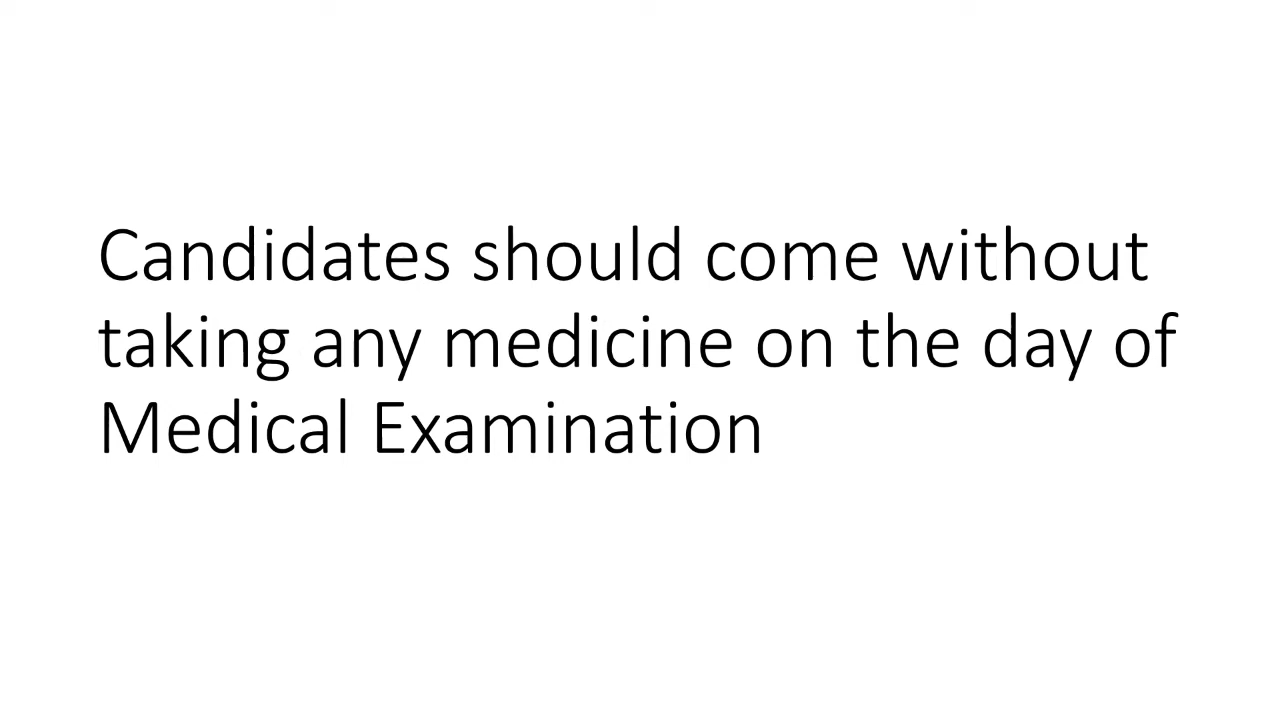 Candidates should come without
taking any medicine on the day of
Medical Examination